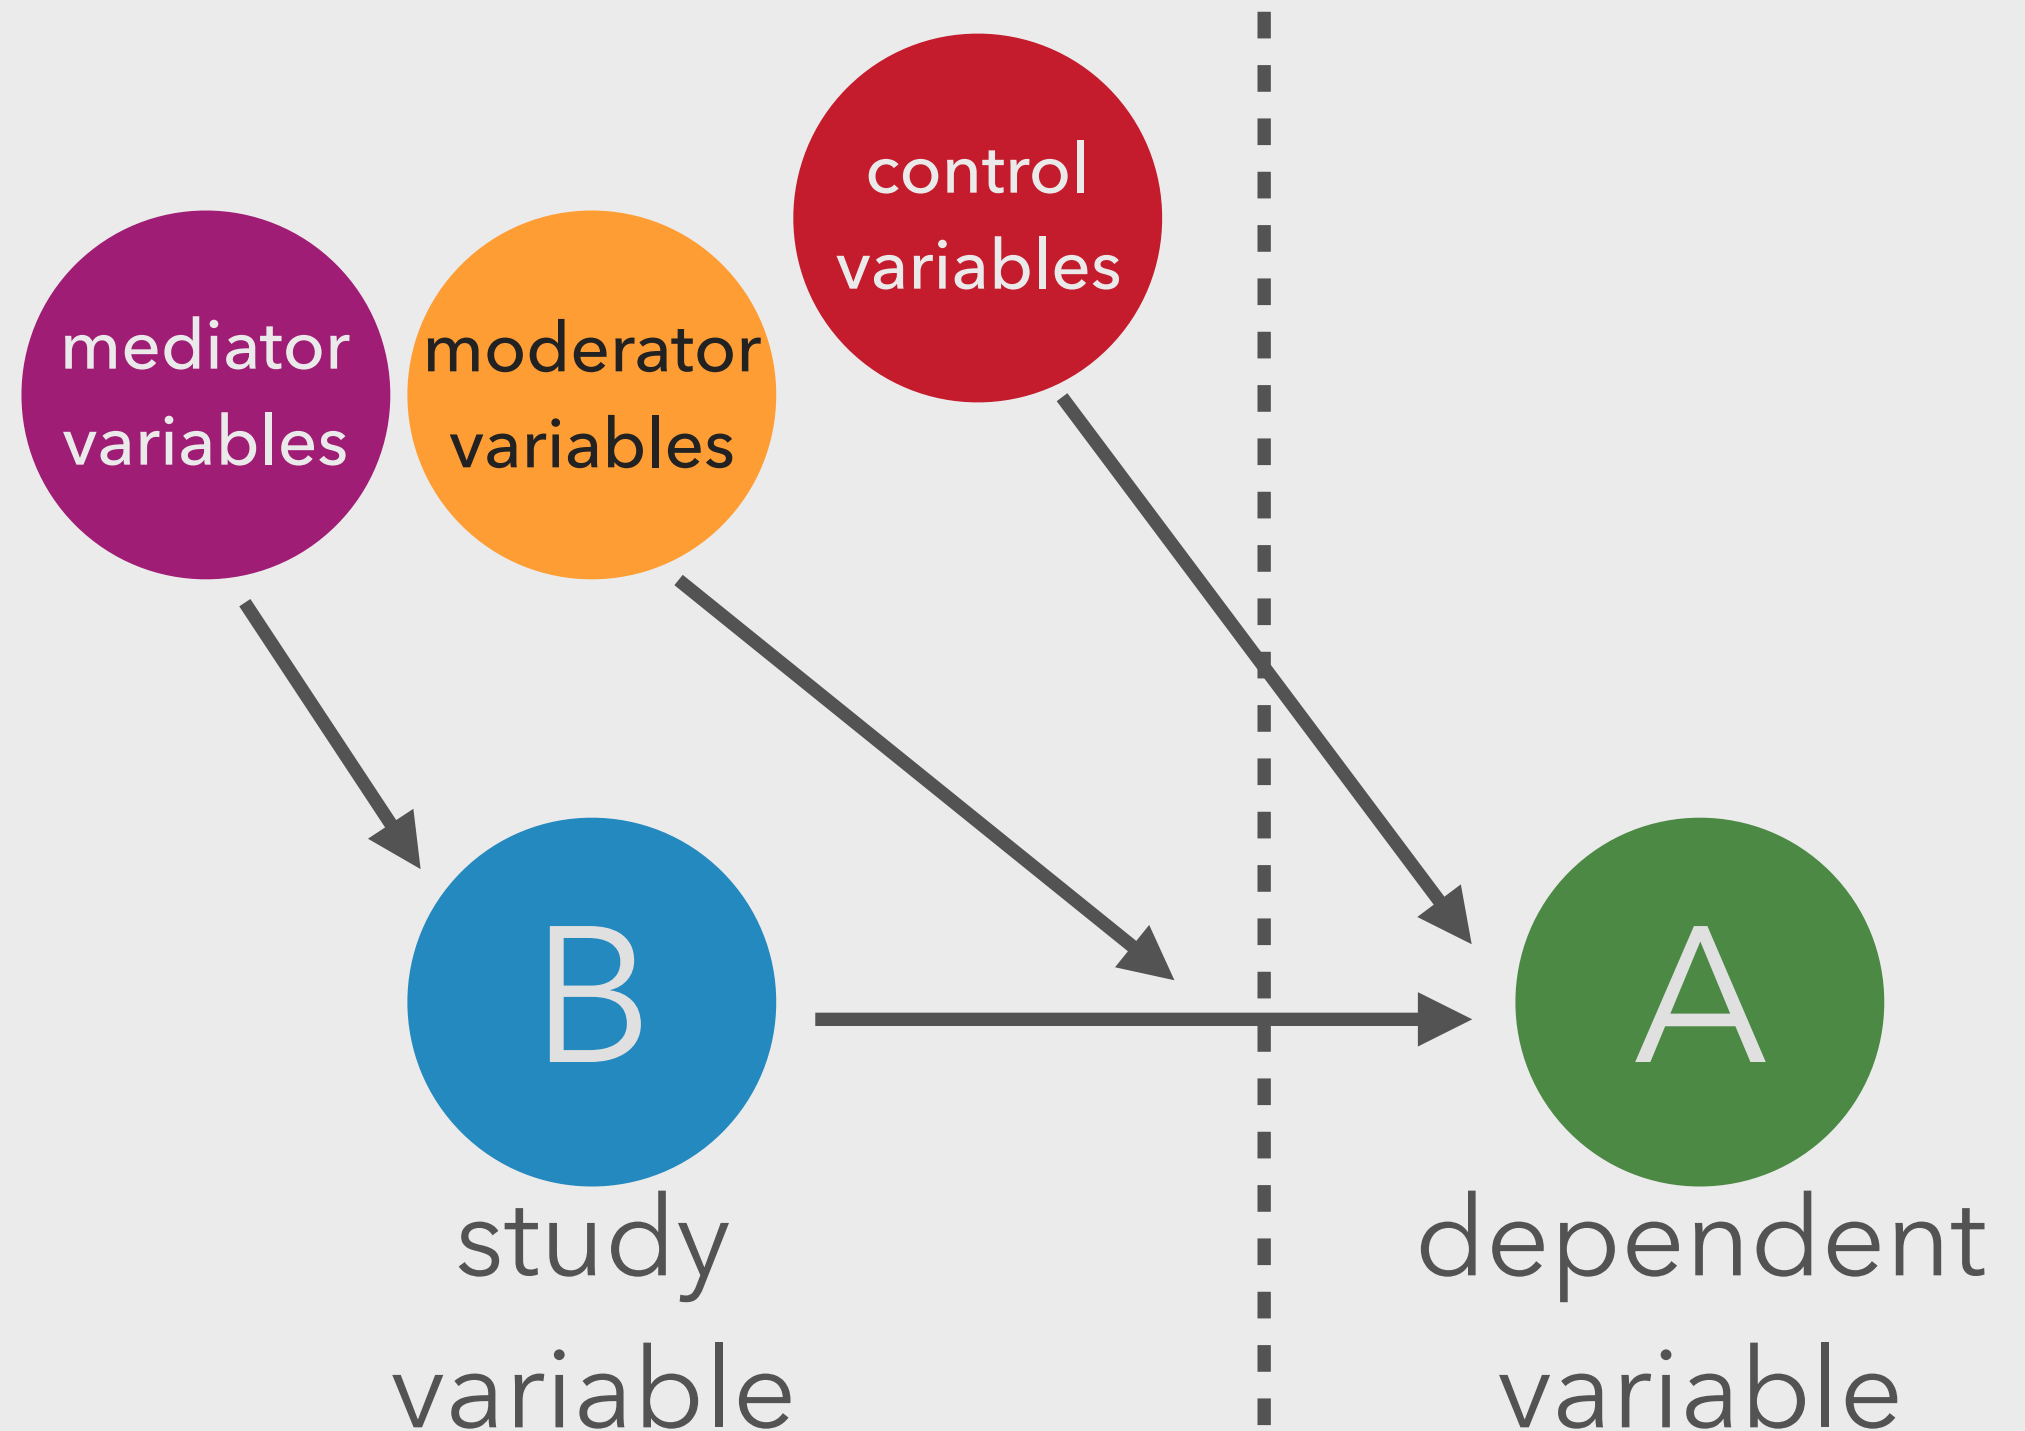 control
variables
mediator
variables
moderator
variables
B
A
study
variable
dependent
variable